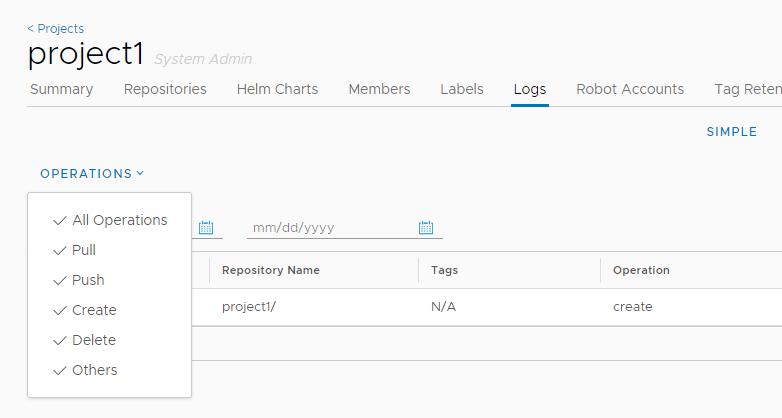 < Projects
project1 System Admin
Summary Repositories Helm Charts Members Labels Logs Robot Accounts Tag Reten
SIMPLE
OPERATIONS
All Operations
mm/dd/yyyy
Pull
Push
Repository Name Tags Operation
Create
project1/ N/A create
Delete
Others